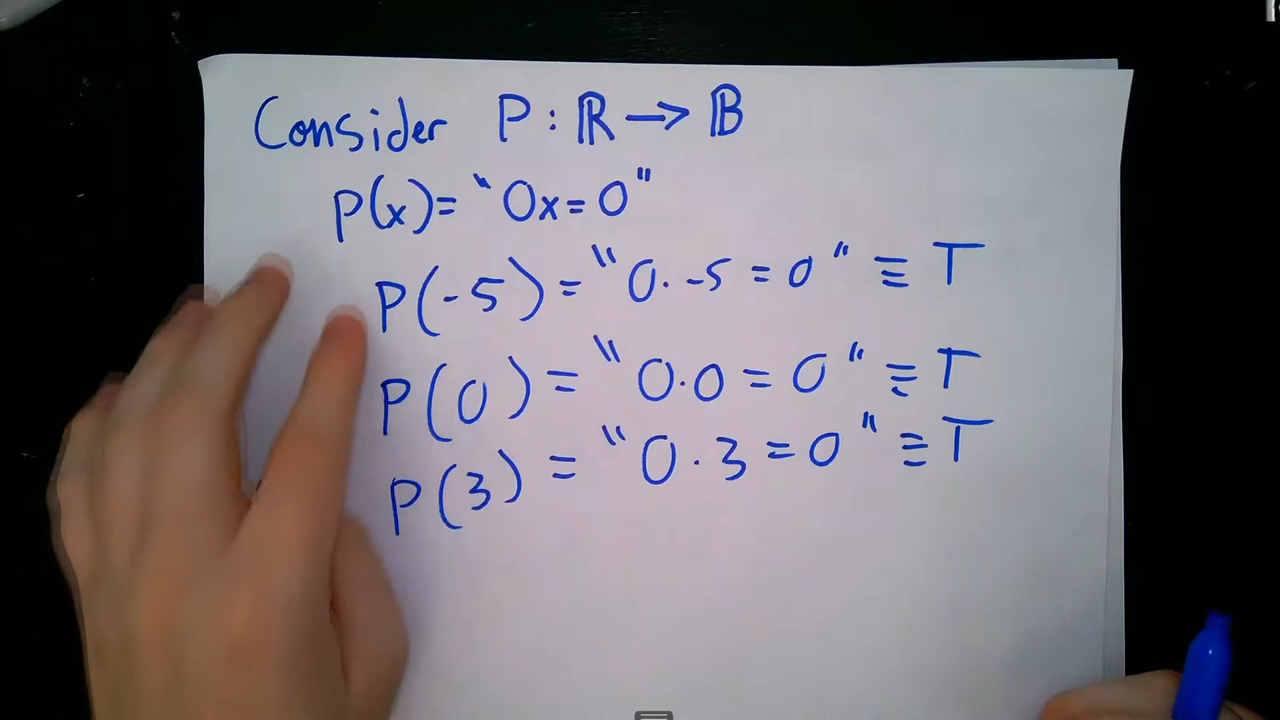 Consider P : ℝ → 𝔹
P(x) = "0x = 0"
P(-5) = "0 · -5 = 0" ≡ T
P(0) = "0 · 0 = 0" ≡ T
P(3) = "0 · 3 = 0" ≡ T